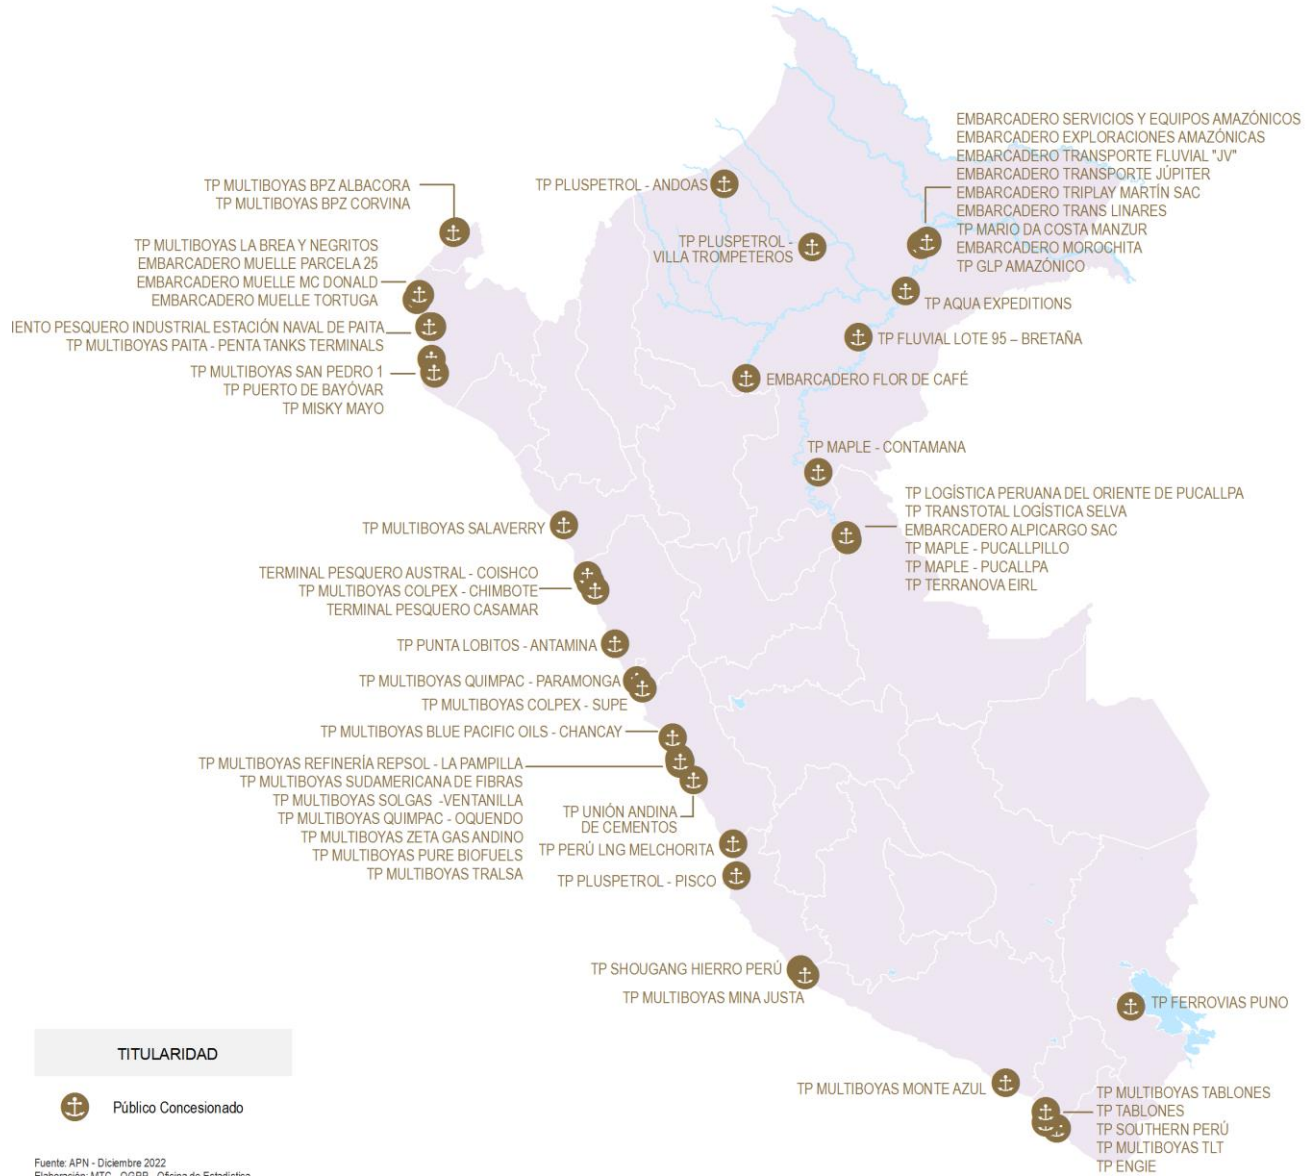 EMBARCADERO SERVICIOS Y EQUIPOS AMAZÓNICOS
EMBARCADERO EXPLORACIONES AMAZÓNICAS
EMBARCADERO TRANSPORTE FLUVIAL "JV"
EMBARCADERO TRANSPORTE JÚPITER
EMBARCADERO TRIPLAY MARTÍN SAC
EMBARCADERO TRANS LINARES
TP MARIO DA COSTA MANZUR
EMBARCADERO MOROCHITA
TP GLP AMAZÓNICO
TP MULTIBOYAS BPZ ALBACORA
TP MULTIBOYAS BPZ CORVINA
TP PLUSPETROL - ANDOAS
TP PLUSPETROL -
VILLA TROMPETEROS
TP MULTIBOYAS LA BREA Y NEGRITOS
EMBARCADERO MUELLE PARCELA 25
EMBARCADERO MUELLE MC DONALD
EMBARCADERO MUELLE TORTUGA
TP AQUA EXPEDITIONS
IENTO PESQUERO INDUSTRIAL ESTACIÓN NAVAL DE PAITA
TP MULTIBOYAS PAITA - PENTA TANKS TERMINALS
TP FLUVIAL LOTE 95 – BRETAÑA
TP MULTIBOYAS SAN PEDRO 1
TP PUERTO DE BAYÓVAR
TP MISKY MAYO
EMBARCADERO FLOR DE CAFÉ
TP MAPLE - CONTAMANA
TP LOGÍSTICA PERUANA DEL ORIENTE DE PUCALLPA
TP TRANSTOTAL LOGÍSTICA SELVA
EMBARCADERO ALPICARGO SAC
TP MAPLE - PUCALLPILLO
TP MAPLE - PUCALLPA
TP TERRANOVA EIRL
TP MULTIBOYAS SALAVERRY
TERMINAL PESQUERO AUSTRAL - COISHCO
TP MULTIBOYAS COLPEX - CHIMBOTE
TERMINAL PESQUERO CASAMAR
TP PUNTA LOBITOS - ANTAMINA
TP MULTIBOYAS QUIMPAC - PARAMONGA
TP MULTIBOYAS COLPEX - SUPE
TP MULTIBOYAS BLUE PACIFIC OILS - CHANCAY
TP MULTIBOYAS REFINERÍA REPSOL - LA PAMPILLA
TP MULTIBOYAS SUDAMERICANA DE FIBRAS
TP MULTIBOYAS SOLGAS -VENTANILLA
TP MULTIBOYAS QUIMPAC - OQUENDO
TP MULTIBOYAS ZETA GAS ANDINO
TP MULTIBOYAS PURE BIOFUELS
TP MULTIBOYAS TRALSA
TP UNIÓN ANDINA
DE CEMENTOS
TP PERÚ LNG MELCHORITA
TP PLUSPETROL - PISCO
TP SHOUGANG HIERRO PERÚ
TP MULTIBOYAS MINA JUSTA
TP FERROVIAS PUNO
TP MULTIBOYAS MONTE AZUL
TP MULTIBOYAS TABLONES
TP TABLONES
TP SOUTHERN PERÚ
TP MULTIBOYAS TLT
TP ENGIE
TITULARIDAD
Público Concesionado
Fuente: APN - Diciembre 2022
Elaboración: MTC - OGPP - Oficina de Estadística